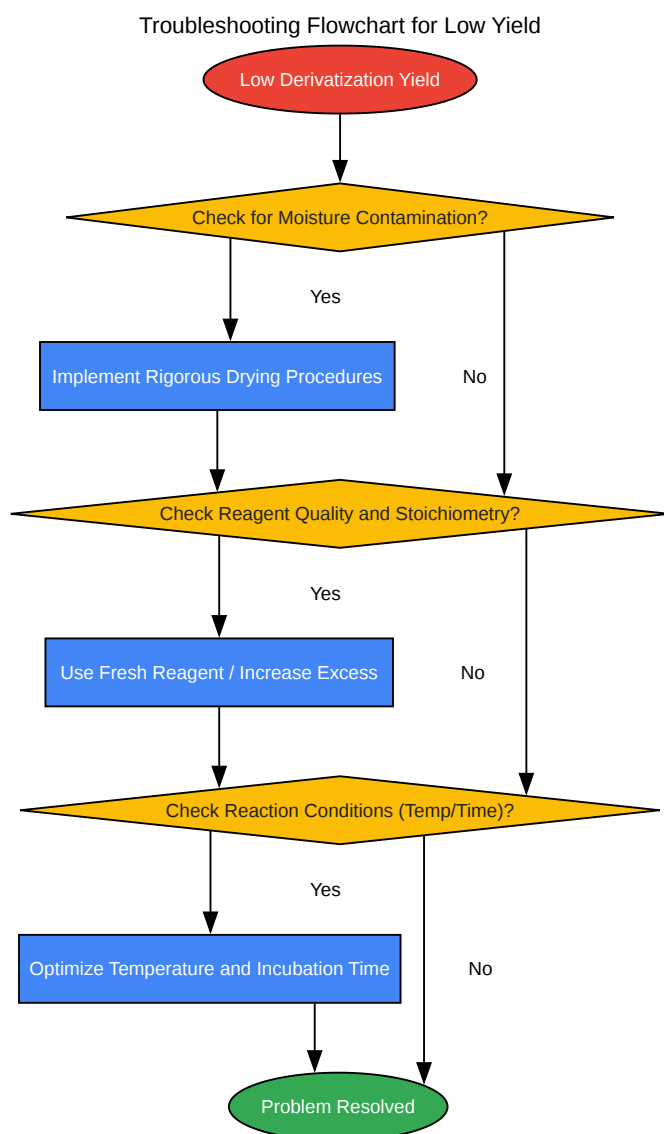 Troubleshooting Flowchart for Low Yield
Low Derivatization Yield
Check for Moisture Contamination?
Yes
Implement Rigorous Drying Procedures
No
Check Reagent Quality and Stoichiometry?
Yes
Use Fresh Reagent / Increase Excess
No
Check Reaction Conditions (Temp/Time)?
Yes
Optimize Temperature and Incubation Time
No
Problem Resolved